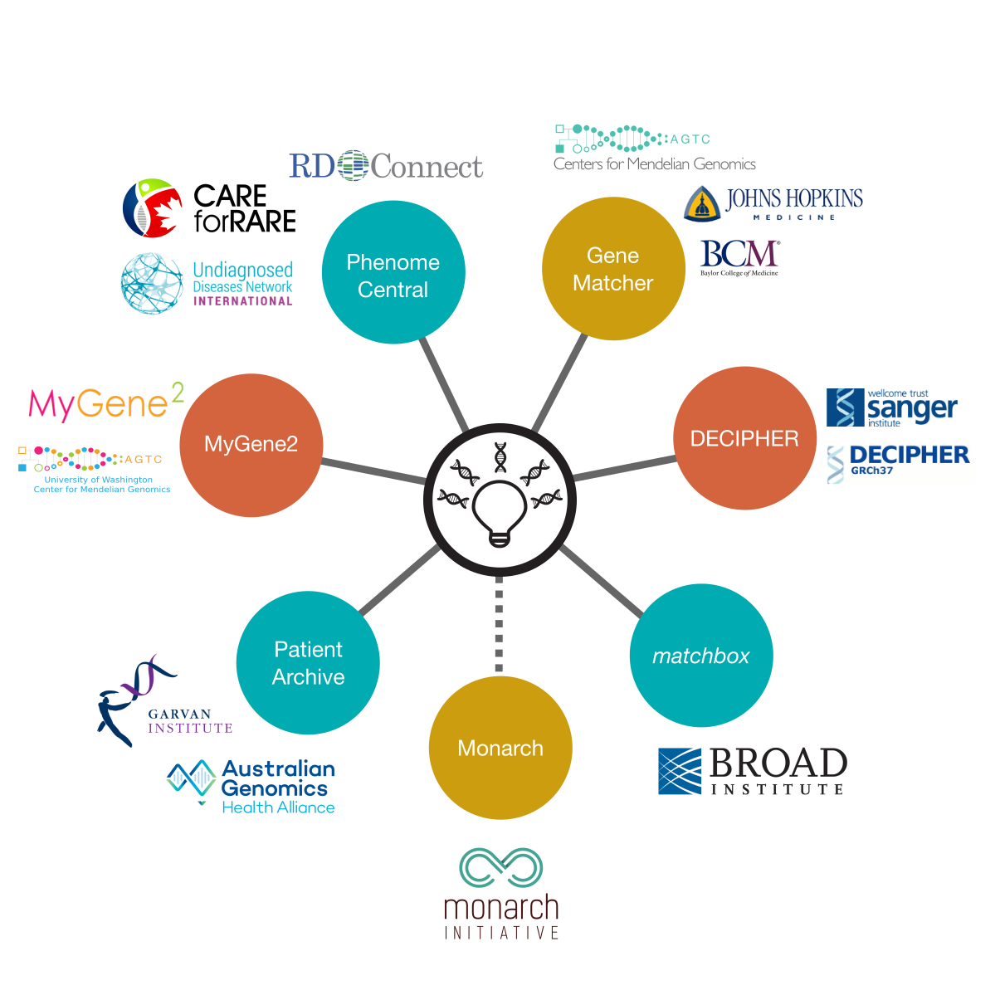 AGTC
Centers for Mendelian Genomics
RD Connect
CARE
forRARE
JOHNS HOPKINS
MEDICINE
BCM®
Baylor College of Medicine
Undiagnosed
Diseases Network
INTERNATIONAL
Phenome
Central
Gene
Matcher
MyGene2
AGTC
University of Washington
Center for Mendelian Genomics
MyGene2
DECIPHER
wellcome trust
sanger
institute
DECIPHER
GRCh37
Patient
Archive
matchbox
GARVAN
INSTITUTE
Australian
Genomics
Health Alliance
Monarch
BROAD
INSTITUTE
monarch
INITIATIVE